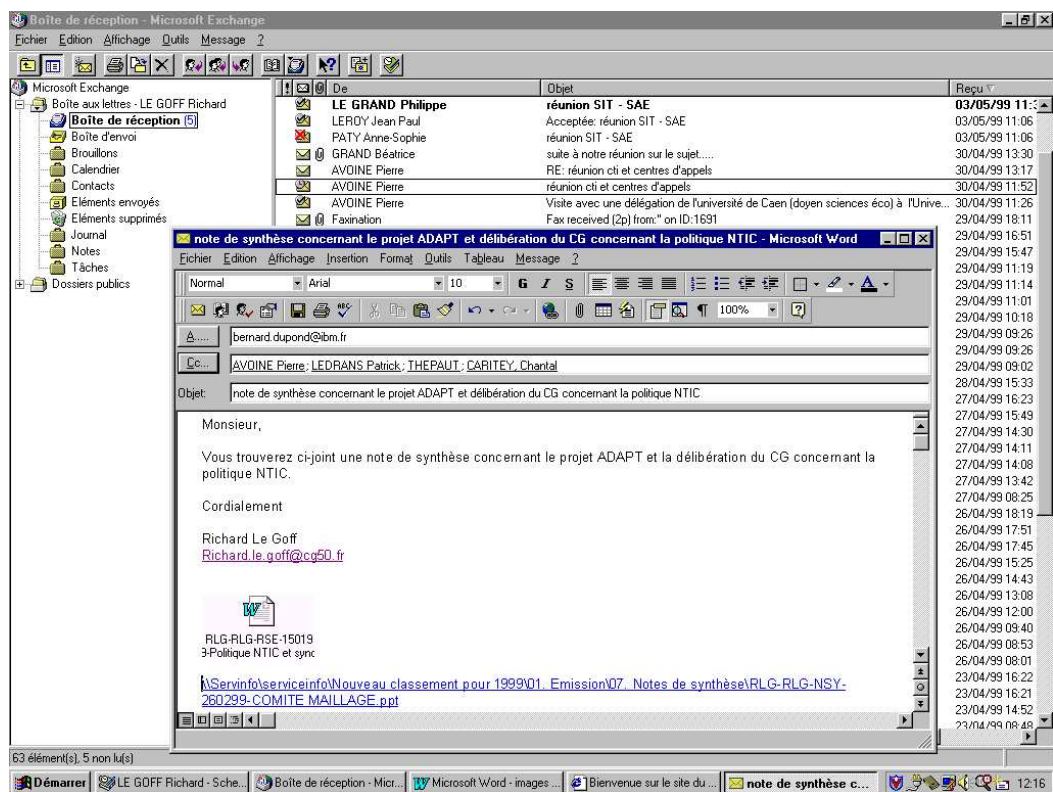 Boîte de réception - Microsoft Exchange
Fichier Edition Affichage Outils Message ?
Microsoft Exchange
Boîte aux lettres - LE GOFF Richard
Boîte de réception (5)
Boîte d'envoi
Brouillons
Calendrier
Contacts
Eléments envoyés
Eléments supprimés
Journal
Notes
Tâches
Dossiers publics
! De Objet Reçu
LE GRAND Philippe réunion SIT - SAE 03/05/99 11:
LEROY Jean Paul Acceptée: réunion SIT - SAE 03/05/99 11:06
PATY Anne-Sophie réunion SIT - SAE 03/05/99 11:06
GRAND Béatrice suite à notre réunion sur le sujet..... 30/04/99 13:30
AVOINE Pierre RE: réunion cti et centres d'appels 30/04/99 13:17
AVOINE Pierre réunion cti et centres d'appels 30/04/99 11:52
AVOINE Pierre Visite avec une délégation de l'université de Caen (doyen sciences éco) à l'Unive... 30/04/99 11:26
Faxination Fax received (2p) from:" on ID:1691 29/04/99 18:11
29/04/99 16:51
29/04/99 15:47
29/04/99 11:19
29/04/99 11:14
29/04/99 11:01
29/04/99 10:18
29/04/99 09:26
29/04/99 09:26
29/04/99 09:02
28/04/99 15:33
27/04/99 16:23
27/04/99 15:49
27/04/99 14:30
27/04/99 14:11
27/04/99 14:08
27/04/99 13:42
27/04/99 08:25
26/04/99 18:19
26/04/99 17:51
26/04/99 17:45
26/04/99 15:25
26/04/99 14:43
26/04/99 13:08
26/04/99 12:00
26/04/99 09:40
26/04/99 08:53
26/04/99 08:01
23/04/99 16:22
23/04/99 16:21
23/04/99 14:52
23/04/99 08:48
note de synthèse concernant le projet ADAPT et délibération du CG concernant la politique NTIC - Microsoft Word
Fichier Edition Affichage Insertion Format Outils Tableau Message ?
Normal Arial 10 G I S
100%
A..... bernard.dupond@ibm.fr
Cc... AVOINE Pierre; LEDRANS Patrick; THEPAUT; CARITEY, Chantal
Objet: note de synthèse concernant le projet ADAPT et délibération du CG concernant la politique NTIC
Monsieur,
Vous trouverez ci-joint une note de synthèse concernant le projet ADAPT et la délibération du CG concernant la
politique NTIC.
Cordialement
Richard Le Goff
Richard.le.goff@cg50.fr
RLG-RLG-RSE-15019
9-Politique NTIC et sync
\\Servinfo\serviceinfo\Nouveau classement pour 1999\01. Emission\07. Notes de synthèse\RLG-RLG-NSY-
260299-COMITE MAILLAGE.ppt
63 élément(s), 5 non lu(s)
Démarrer LE GOFF Richard - Sche... Boîte de réception - Micr... Microsoft Word - images ... Bienvenue sur le site du ... note de synthèse c... 12:16